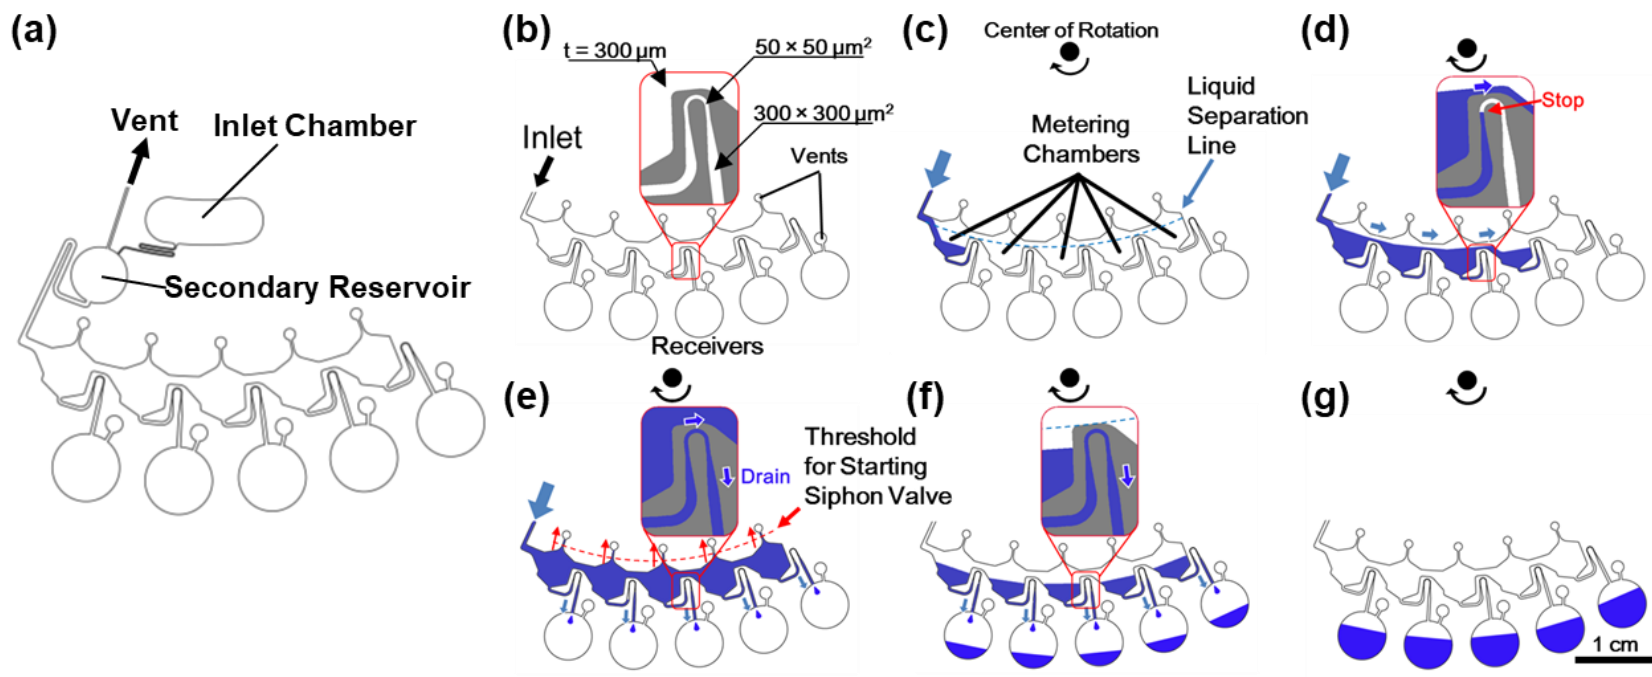 (a)
Vent
Inlet Chamber
Secondary Reservoir
(b)
t = 300 µm
50 × 50 µm²
300 × 300 µm²
Inlet
Vents
Receivers
(c)
Center of Rotation
Metering
Chambers
Liquid
Separation
Line
(d)
Stop
(e)
Drain
Threshold
for Starting
Siphon Valve
(f)
(g)
1 cm